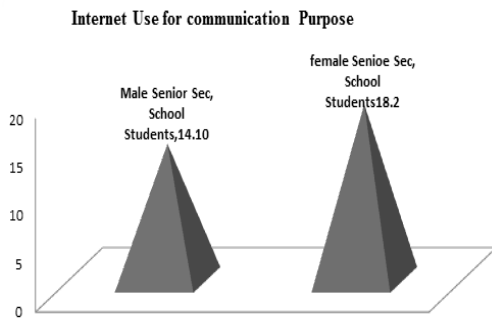 Internet Use for communication Purpose
female Senioe Sec,
School
Students18.2
Male Senior Sec,
School
Students,14.10
20
15
10
5
0